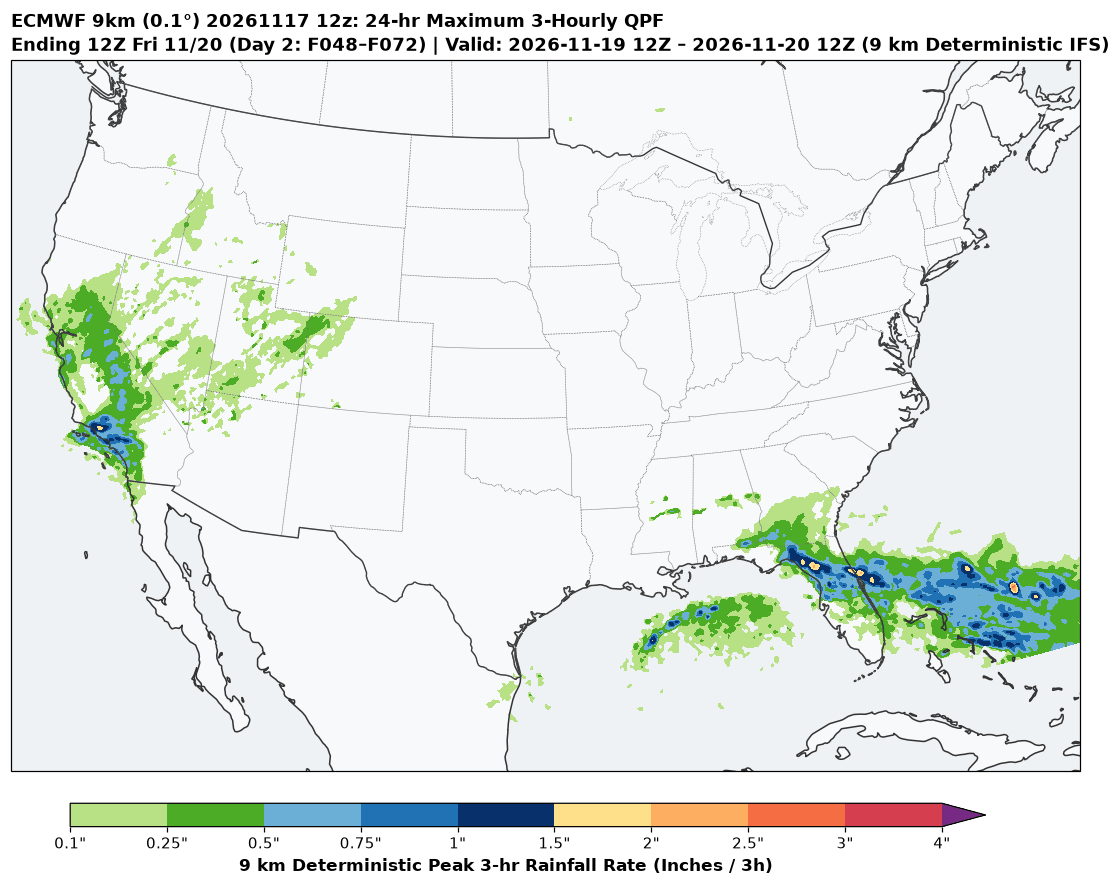 ECMWF 9km (0.1°) 20261117 12z: 24-hr Maximum 3-Hourly QPF
Ending 12Z Fri 11/20 (Day 2: F048–F072) | Valid: 2026-11-19 12Z – 2026-11-20 12Z (9 km Deterministic IFS)
0.1" 0.25" 0.5" 0.75" 1" 1.5" 2" 2.5" 3" 4"
9 km Deterministic Peak 3-hr Rainfall Rate (Inches / 3h)